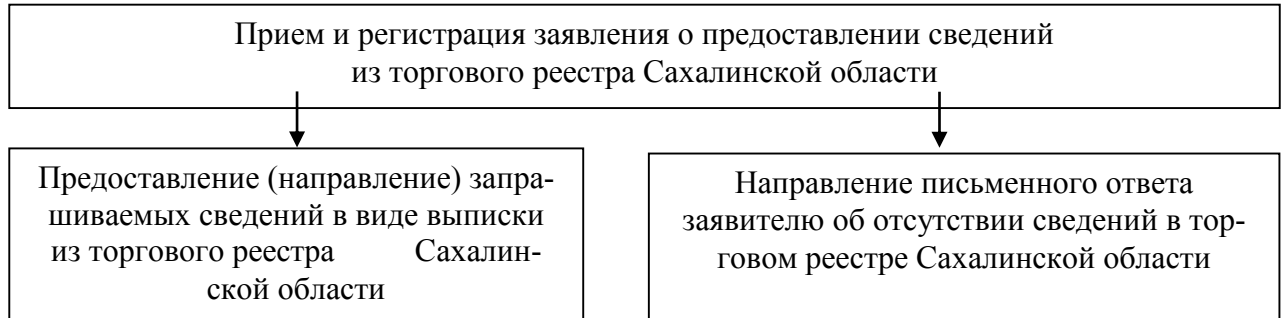 Прием и регистрация заявления о предоставлении сведений
из торгового реестра Сахалинской области
Предоставление (направление) запра-
шиваемых сведений в виде выписки
из торгового реестра Сахалин-
ской области
Направление письменного ответа
заявителю об отсутствии сведений в тор-
говом реестре Сахалинской области